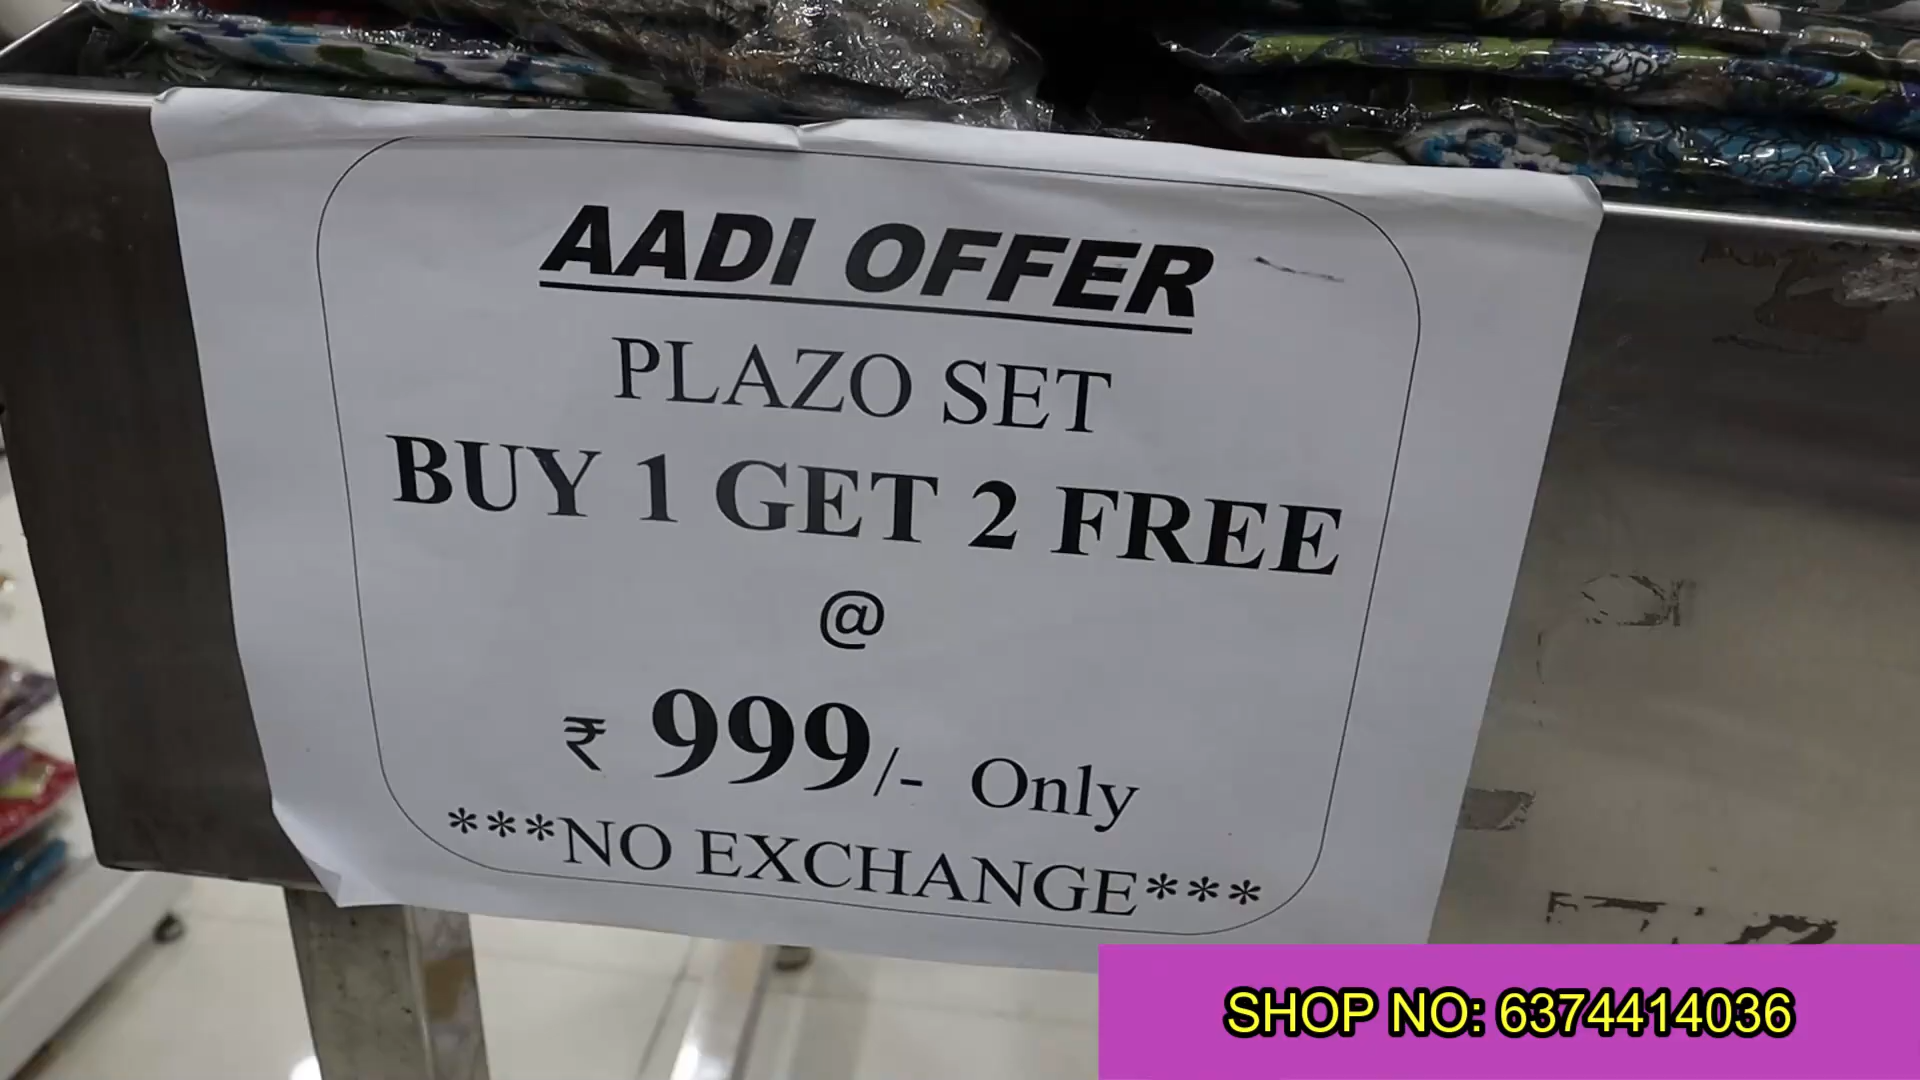 AADI OFFER
PLAZO SET
BUY 1 GET 2 FREE
@
₹ 999/- Only
***NO EXCHANGE***
SHOP NO: 6374414036